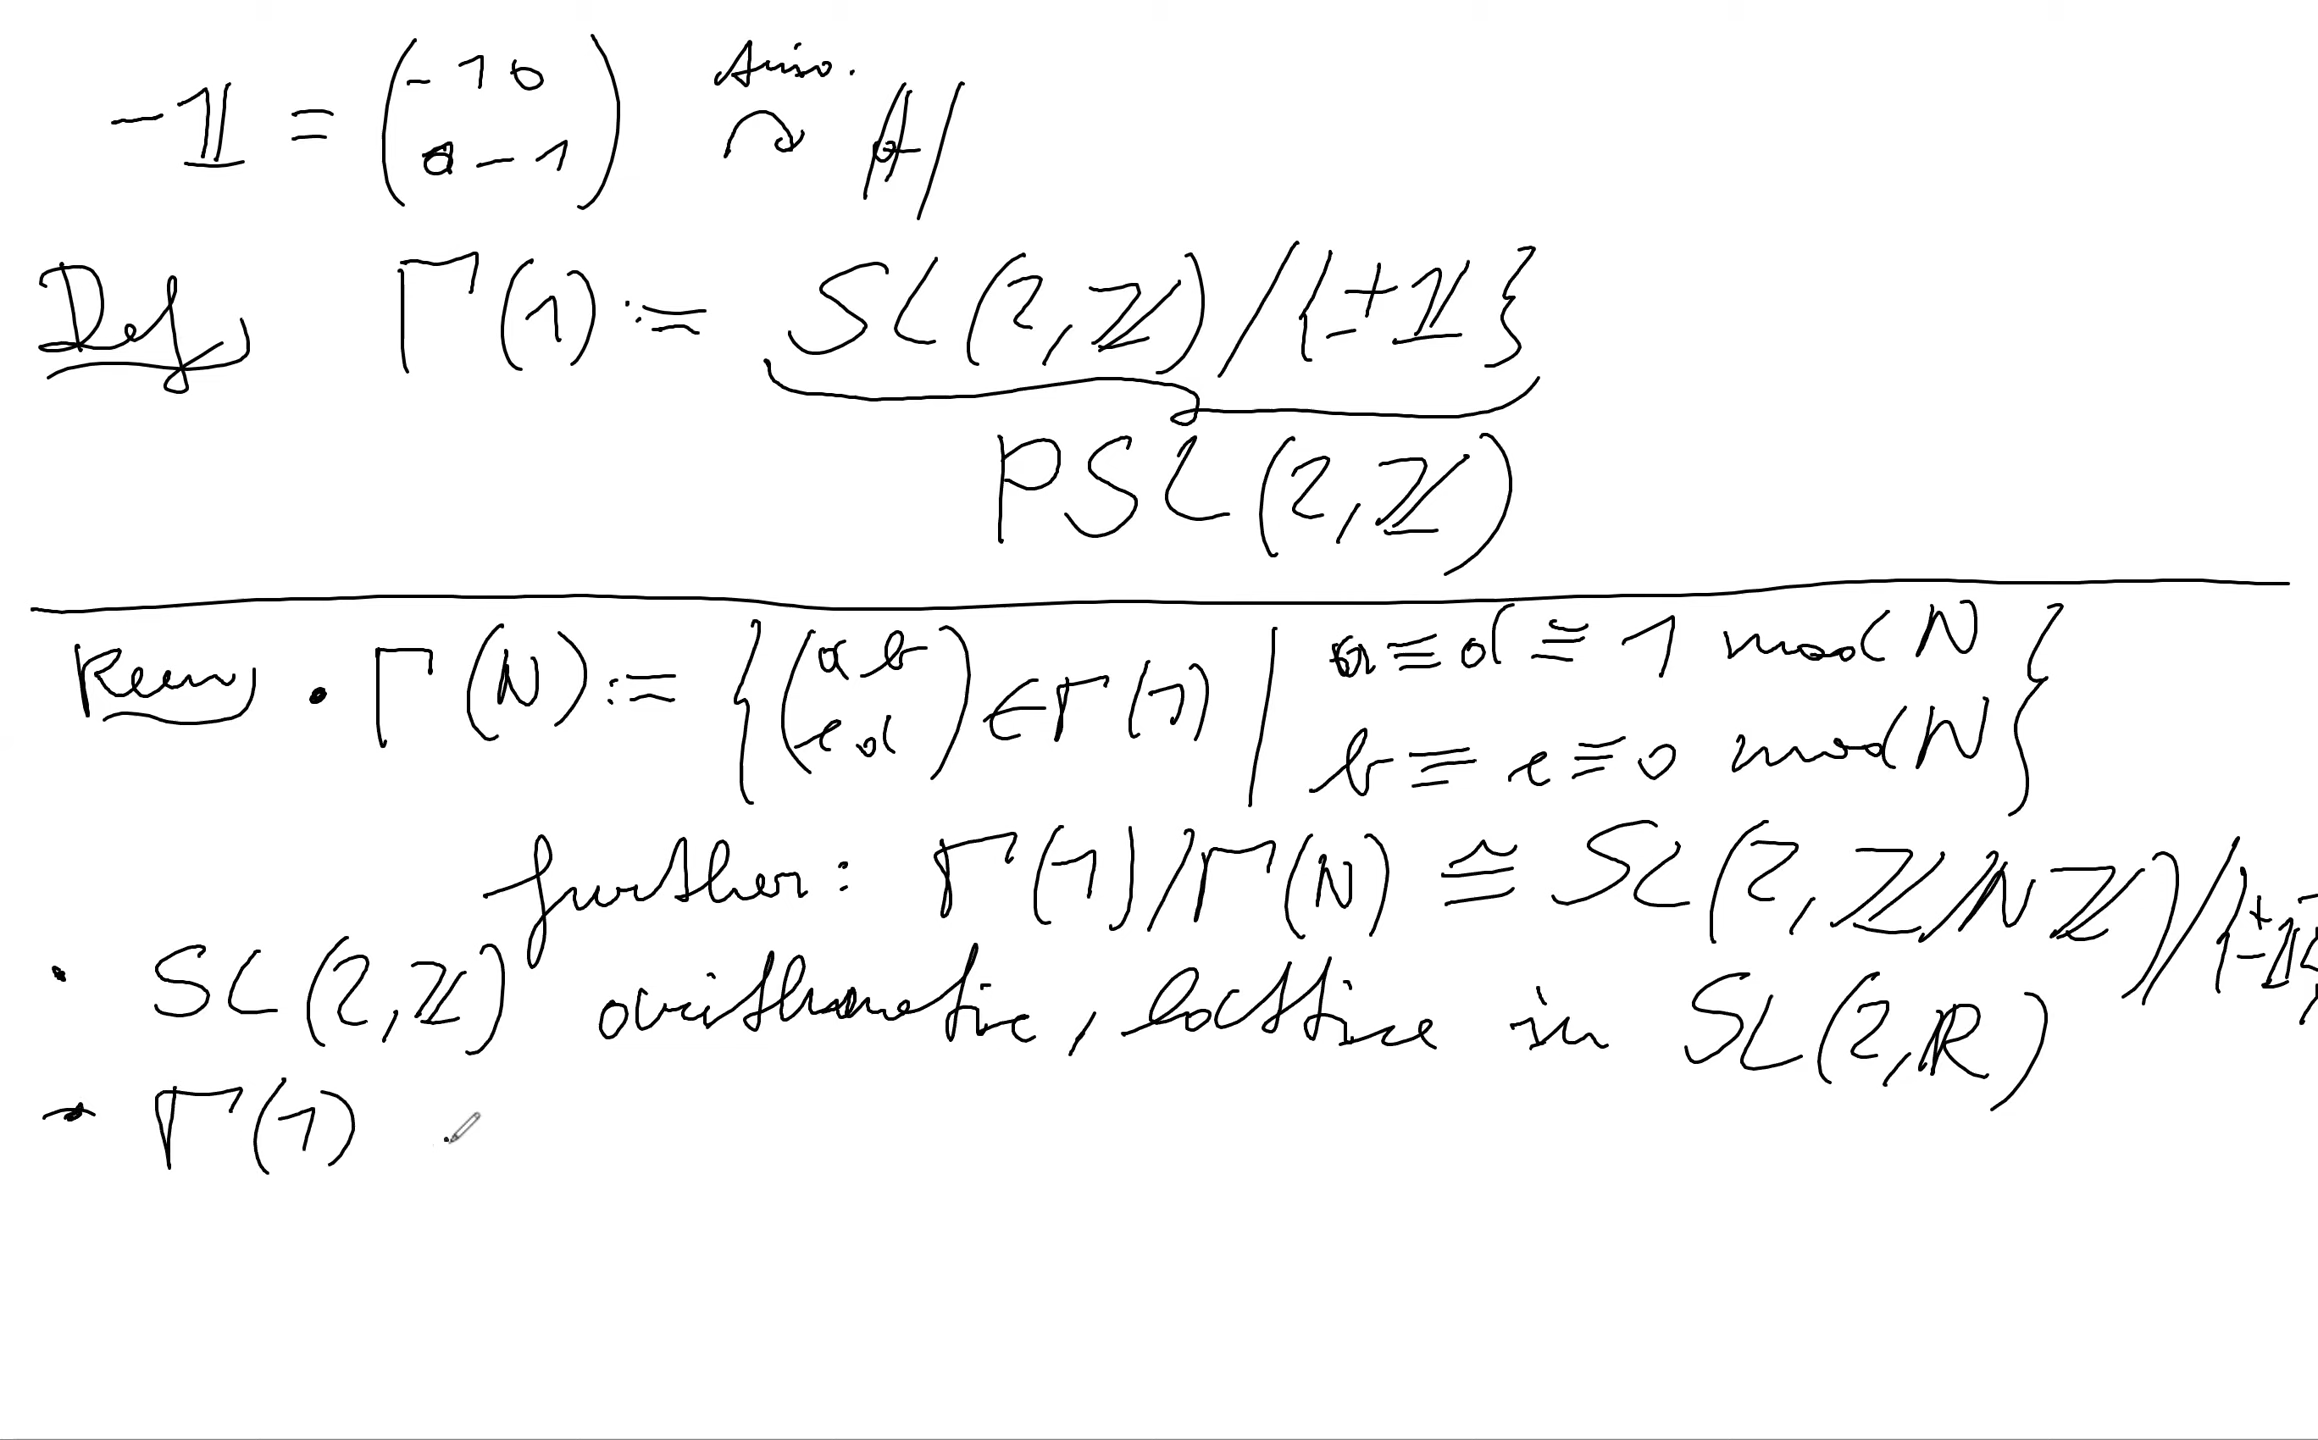 -𝟙 = (-1 0 / 0 -1) ↷ ℍ
Def Γ(1) := SL(2,ℤ)/{±𝟙}
PSL(2,ℤ)
Rem • Γ(N) := { (a b / c d) ∈ Γ(1) | a ≡ d ≡ 1 mod N
b ≡ c ≡ 0 mod N }
further: Γ(1)/Γ(N) ≅ SL(2,ℤ/Nℤ)/{±𝟙}
• SL(2,ℤ) arithmetic, lattice in SL(2,ℝ)
• Γ(1)